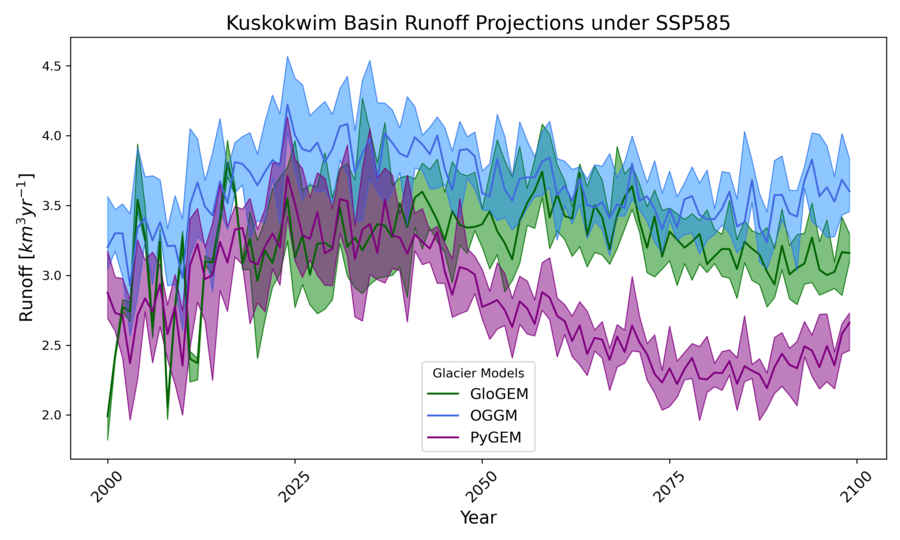 Kuskokwim Basin Runoff Projections under SSP585
Runoff [km³yr⁻¹]
4.5
4.0
3.5
3.0
2.5
2.0
Glacier Models
GloGEM
OGGM
PyGEM
2000
2025
2050
2075
2100
Year